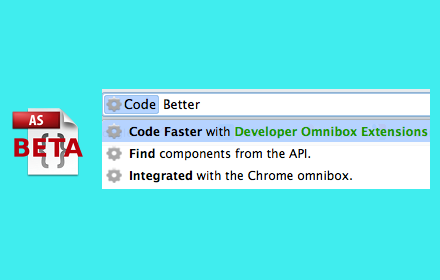 AS
BETA
{ }
Code Better
Code Faster with Developer Omnibox Extensions
Find components from the API.
Integrated with the Chrome omnibox.